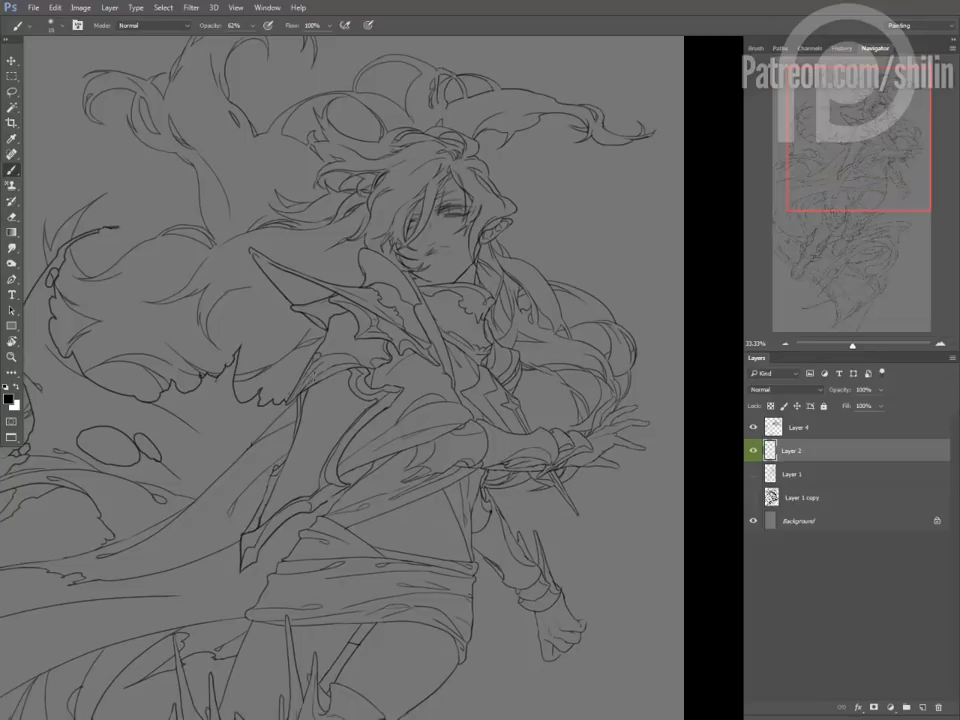 Ps File Edit Image Layer Type Select Filter 3D View Window Help
Mode: Normal Opacity: 62% Flow: 100% Painting
Brush Paths Channels History Navigator
Patreon.com/shilin
33.33%
Layers
Kind
Normal Opacity: 100%
Lock: Fill: 100%
Layer 4
Layer 2
Layer 1
Layer 1 copy
Background